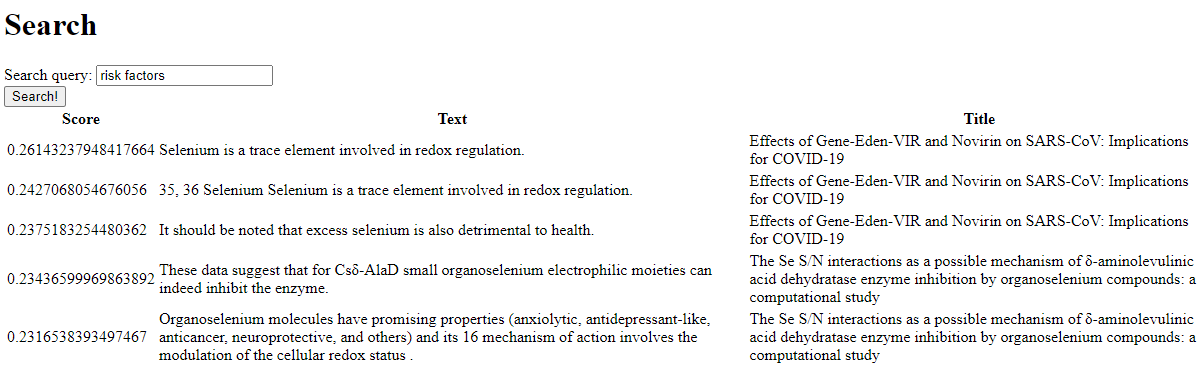 Search
Search query: risk factors
Search!
Score Text Title
0.26143237948417664 Selenium is a trace element involved in redox regulation. Effects of Gene-Eden-VIR and Novirin on SARS-CoV: Implications
for COVID-19
0.2427068054676056 35, 36 Selenium Selenium is a trace element involved in redox regulation. Effects of Gene-Eden-VIR and Novirin on SARS-CoV: Implications
for COVID-19
0.2375183254480362 It should be noted that excess selenium is also detrimental to health. Effects of Gene-Eden-VIR and Novirin on SARS-CoV: Implications
for COVID-19
0.23436599969863892 These data suggest that for Csδ-AlaD small organoselenium electrophilic moieties can
indeed inhibit the enzyme.
The Se S/N interactions as a possible mechanism of δ-aminolevulinic
acid dehydratase enzyme inhibition by organoselenium compounds: a
computational study
0.2316538393497467 Organoselenium molecules have promising properties (anxiolytic, antidepressant-like,
anticancer, neuroprotective, and others) and its 16 mechanism of action involves the
modulation of the cellular redox status .
The Se S/N interactions as a possible mechanism of δ-aminolevulinic
acid dehydratase enzyme inhibition by organoselenium compounds: a
computational study